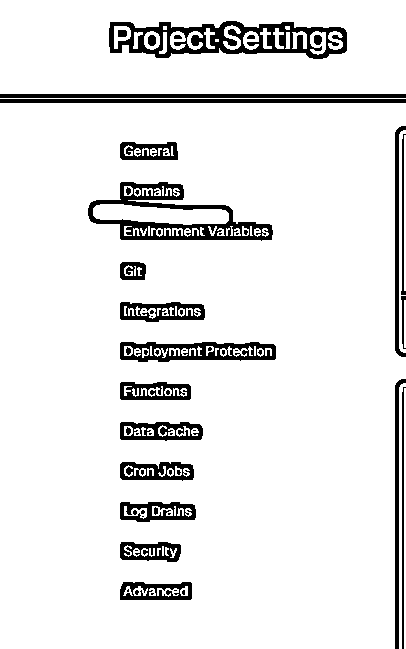 Project Settings
General
Domains
Environment Variables
Git
Integrations
Deployment Protection
Functions
Data Cache
Cron Jobs
Log Drains
Security
Advanced